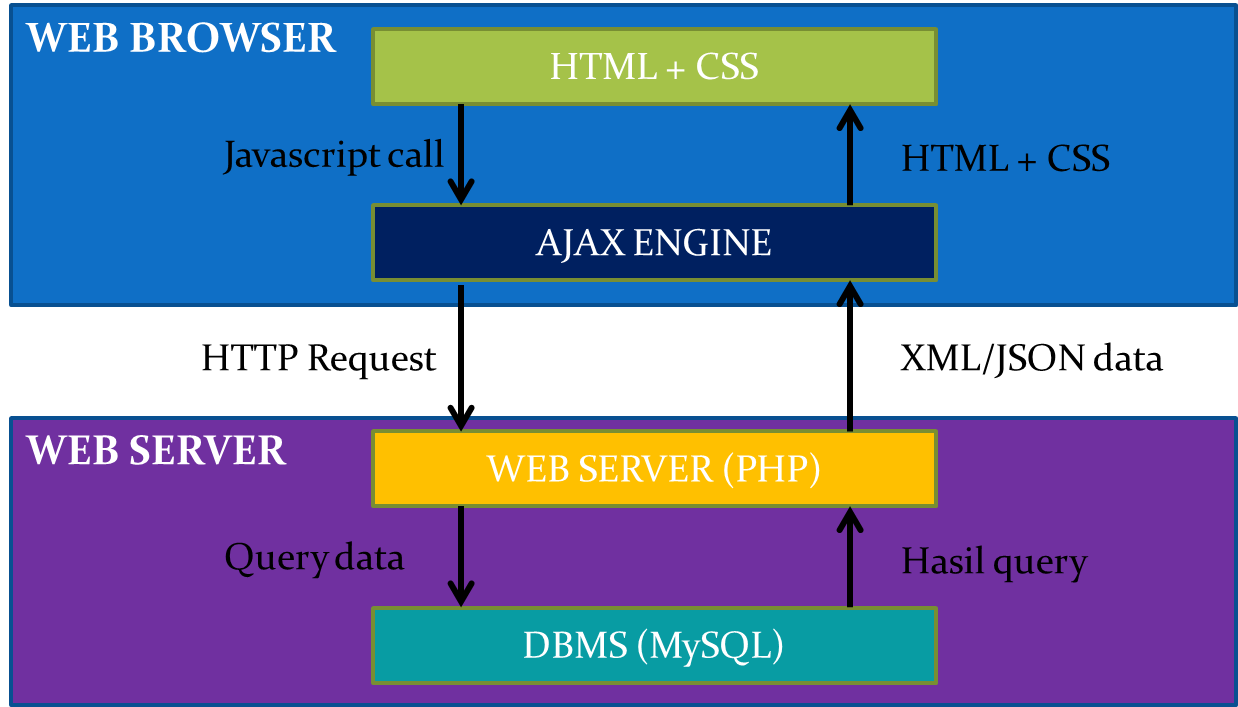 WEB BROWSER
HTML + CSS
Javascript call
HTML + CSS
AJAX ENGINE
HTTP Request
XML/JSON data
WEB SERVER
WEB SERVER (PHP)
Query data
Hasil query
DBMS (MySQL)